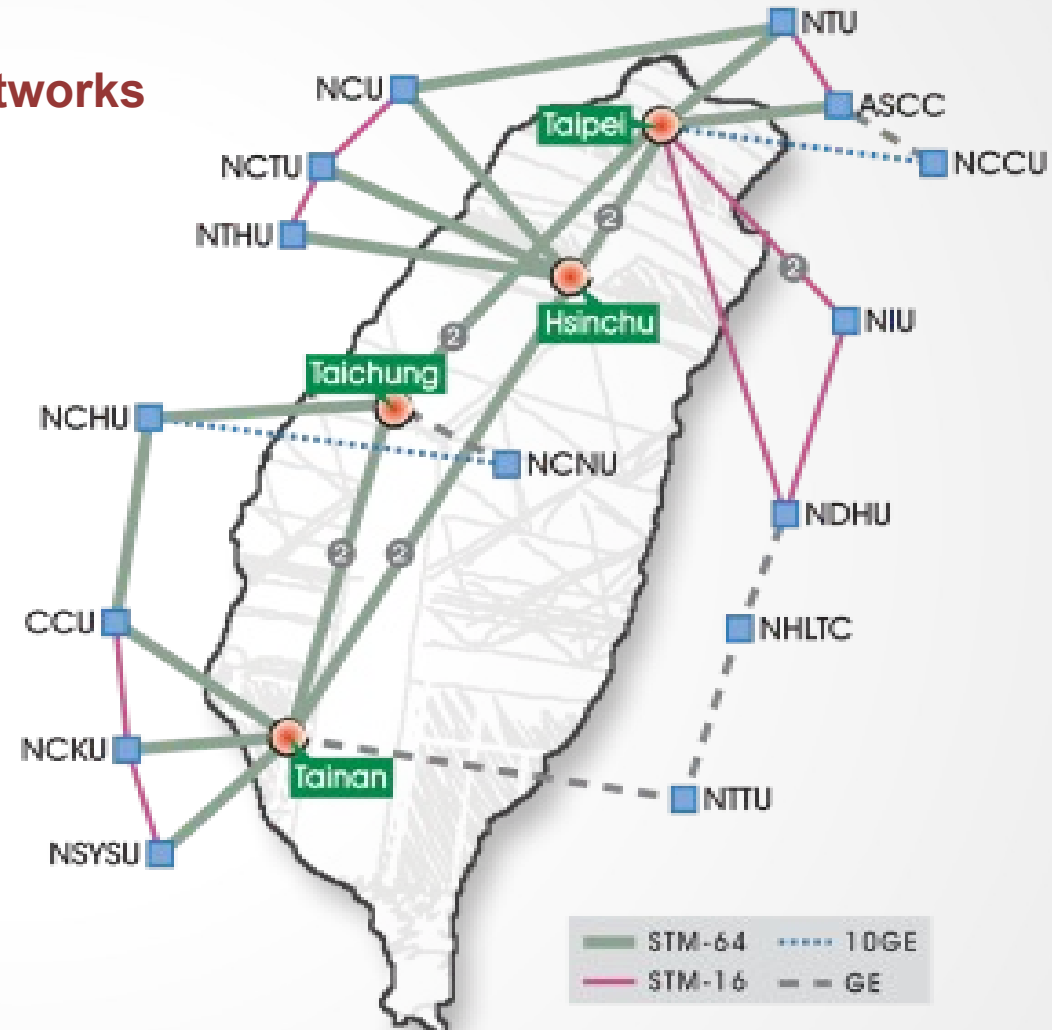 tworks
NTU
NCU
ASCC
Taipei
NCCU
NCTU
NTHU
2
2
NIU
Hsinchu
2
Taichung
NCHU
NCNU
NDHU
2
2
CCU
NHLTC
NCKU
Tainan
NTTU
NSYSU
STM-64
10GE
STM-16
GE